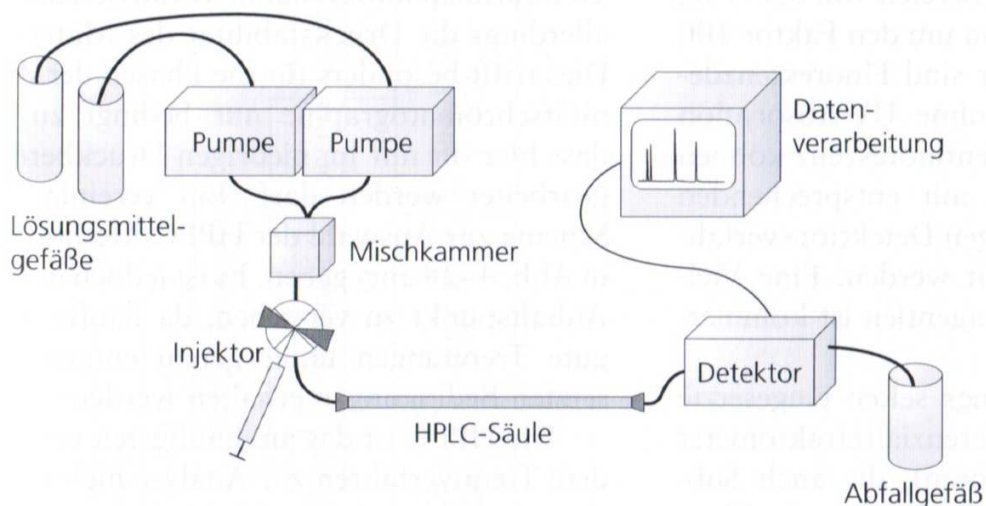 Lösungsmittel-
gefäße
Pumpe
Pumpe
Mischkammer
Injektor
HPLC-Säule
Detektor
Daten-
verarbeitung
Abfallgefäß